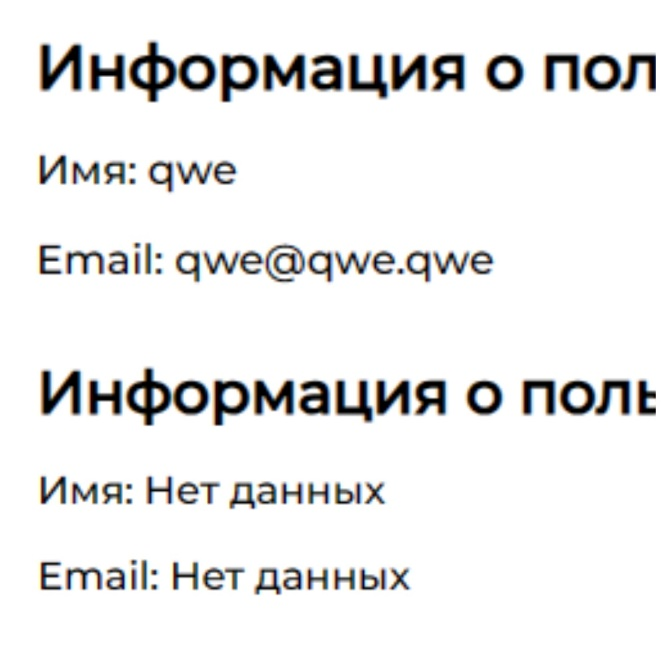 Информация о пол
Имя: qwe
Email: qwe@qwe.qwe
Информация о поль
Имя: Нет данных
Email: Нет данных